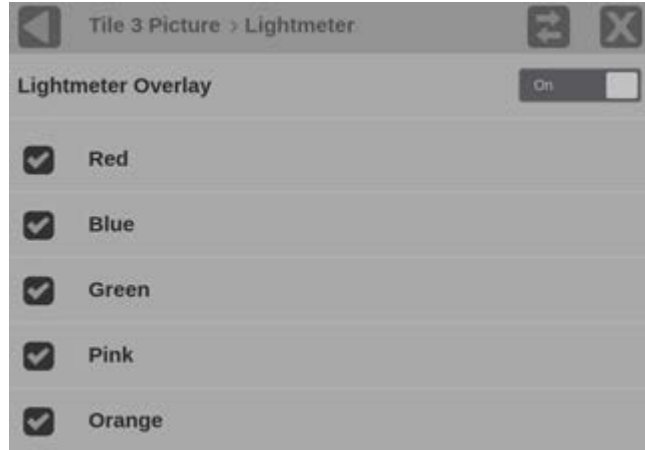 Tile 3 Picture › Lightmeter
Lightmeter Overlay
On
Red
Blue
Green
Pink
Orange